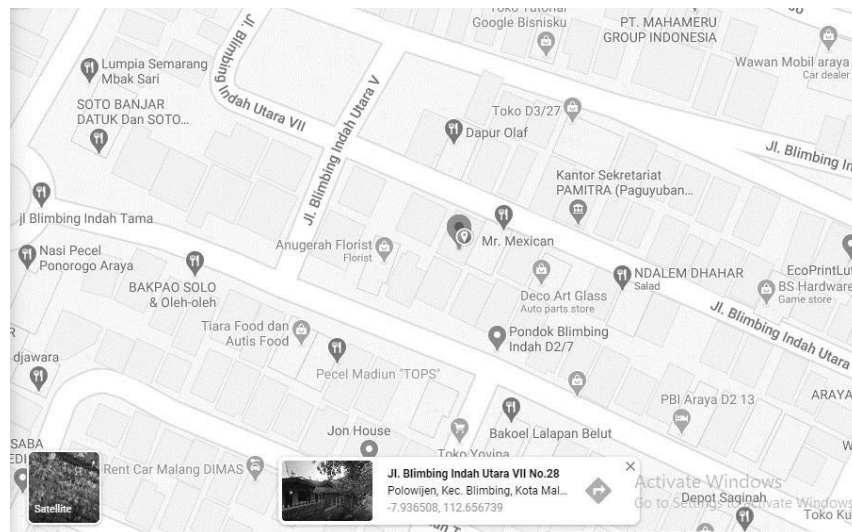 Google Bisnisku
PT. MAHAMERU
GROUP INDONESIA
Wawan Mobil araya
Car dealer
Lumpia Semarang
Mbak Sari
SOTO BANJAR
DATUK Dan SOTO...
Jl. Blimbing Indah Utara VII
Jl. Blimbing Indah Utara V
Toko D3/27
Dapur Olaf
Jl. Blimbing In
Kantor Sekretariat
PAMITRA (Paguyuban...
jl Blimbing Indah Tama
Nasi Pecel
Ponorogo Araya
Anugerah Florist
Florist
Mr. Mexican
BAKPAO SOLO
& Oleh-oleh
Deco Art Glass
Auto parts store
NDALEM DHAHAR
Salad
EcoPrintLut
BS Hardware
Game store
Tiara Food dan
Autis Food
Pondok Blimbing
Indah D2/7
Jl. Blimbing Indah Utara
djawara
Pecel Madiun "TOPS"
PBI Araya D2 13
ARAYA
Jon House
Toko Yovina
Bakoel Lalapan Belut
SABA
Rent Car Malang DIMAS
Satellite
Jl. Blimbing Indah Utara VII No.28
Polowijen, Kec. Blimbing, Kota Mal...
-7.936508, 112.656739
Activate Windows
Go to Settings to activate Windows
Depot Saqinah
Toko Ku